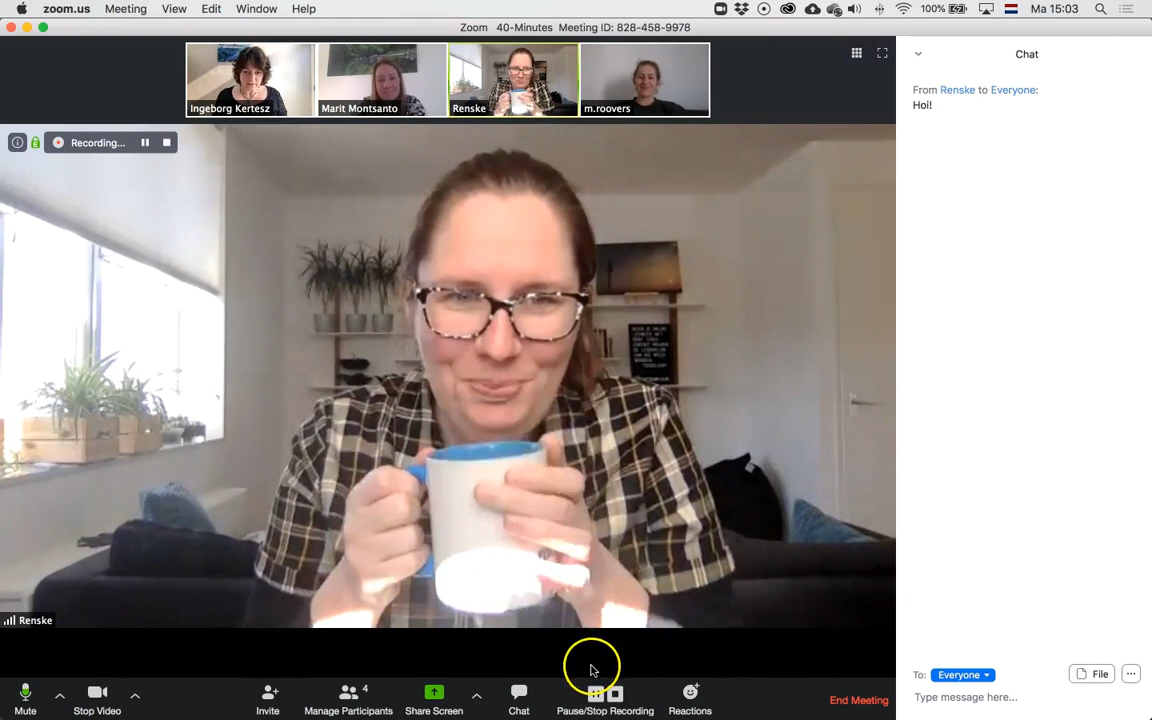 zoom.us Meeting View Edit Window Help 100% Ma 15:03
Zoom 40-Minutes Meeting ID: 828-458-9978
Ingeborg Kertesz Marit Montsanto Renske m.roovers
Recording...
Chat
From Renske to Everyone:
Hoi!
Renske
To: Everyone File
Type message here...
Mute Stop Video Invite Manage Participants 4 Share Screen Chat Pause/Stop Recording Reactions End Meeting